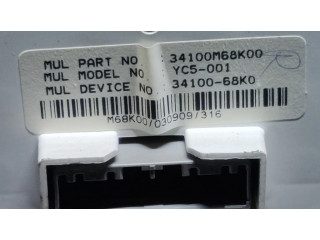 MUL PART NO. : 34100M68K00
MUL MODEL NO. YC5-001
MUL DEVICE NO. 34100-68K0
M68K00/030909/316